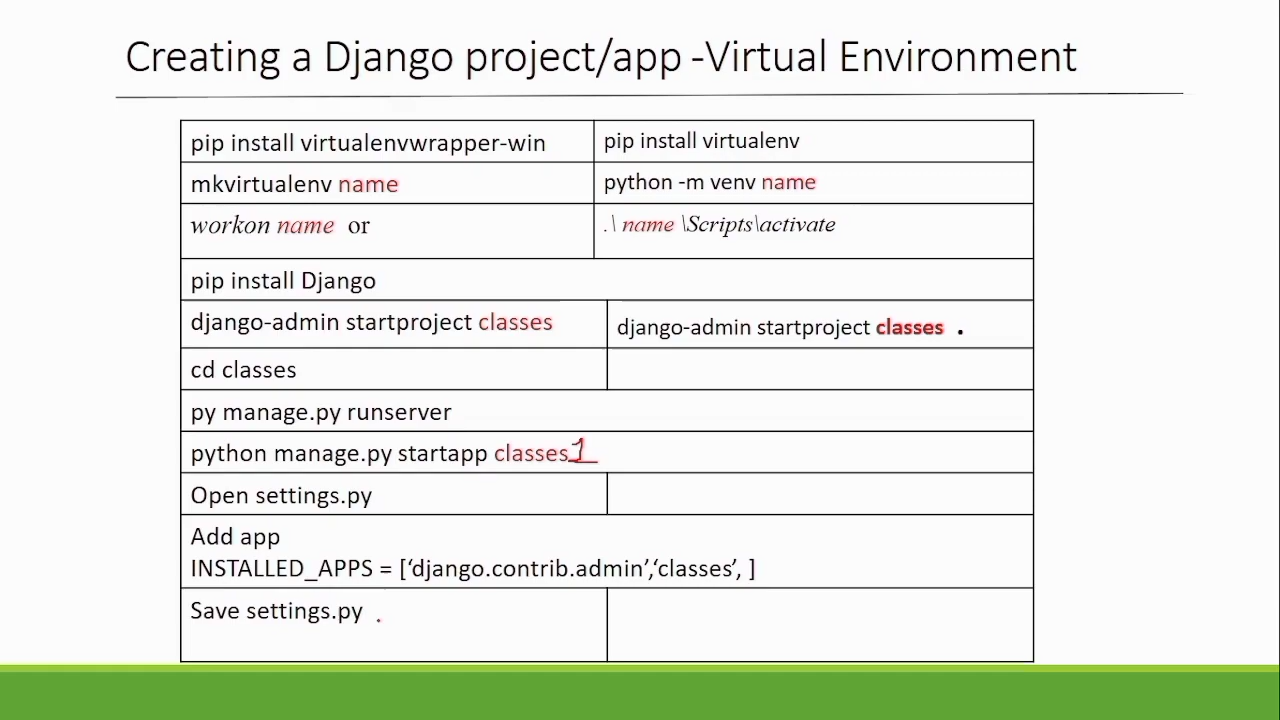 Creating a Django project/app -Virtual Environment
pip install virtualenvwrapper-win
pip install virtualenv
mkvirtualenv name
python -m venv name
workon name or
.\ name \Scripts\activate
pip install Django
django-admin startproject classes
django-admin startproject classes .
cd classes
py manage.py runserver
python manage.py startapp classes1
Open settings.py
Add app
INSTALLED_APPS = [‘django.contrib.admin’,‘classes’, ]
Save settings.py .